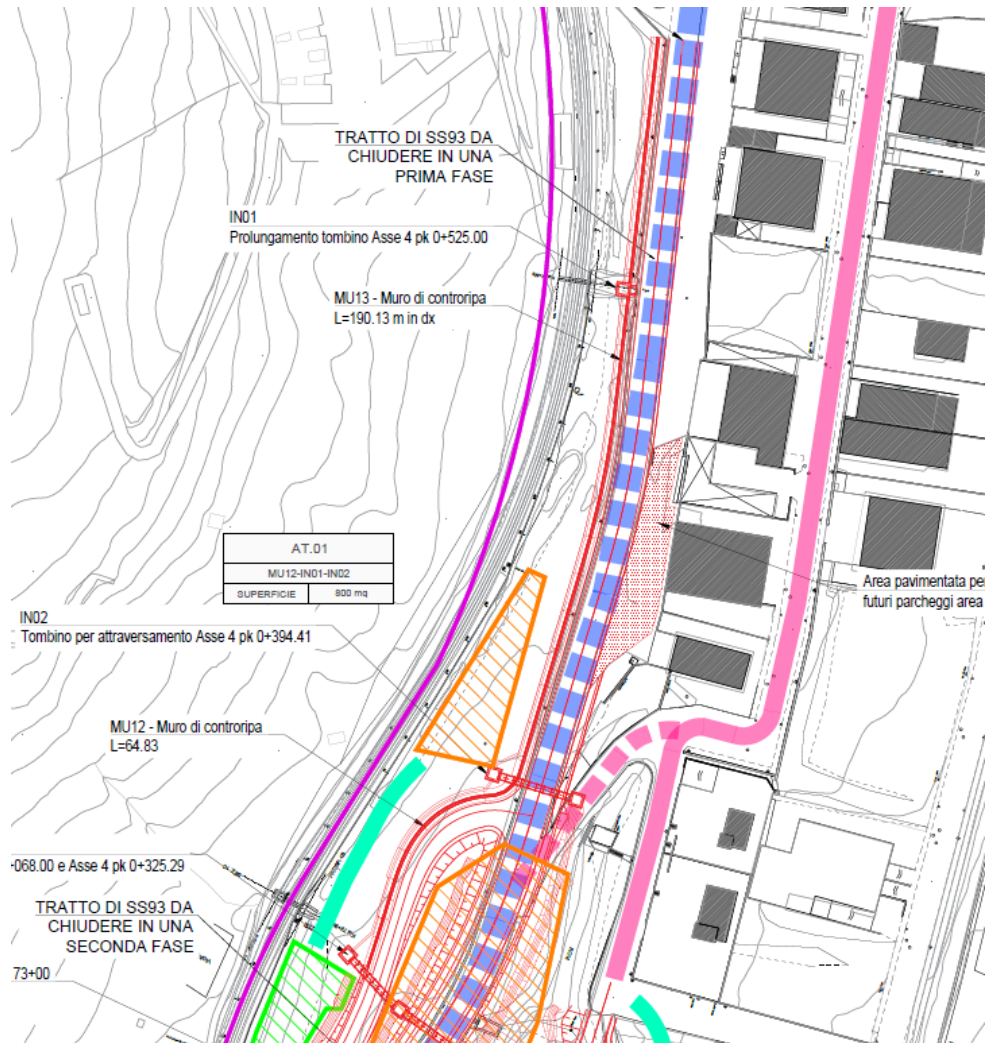 TRATTO DI SS93 DA
CHIUDERE IN UNA
PRIMA FASE
IN01
Prolungamento tombino Asse 4 pk 0+525.00
MU13 - Muro di controripa
L=190.13 m in dx
AT.01
MU12-IN01-IN02
SUPERFICIE 800 mq
Area pavimentata per
futuri parcheggi area
IN02
Tombino per attraversamento Asse 4 pk 0+394.41
MU12 - Muro di controripa
L=64.83
-068.00 e Asse 4 pk 0+325.29
TRATTO DI SS93 DA
CHIUDERE IN UNA
SECONDA FASE
73+00